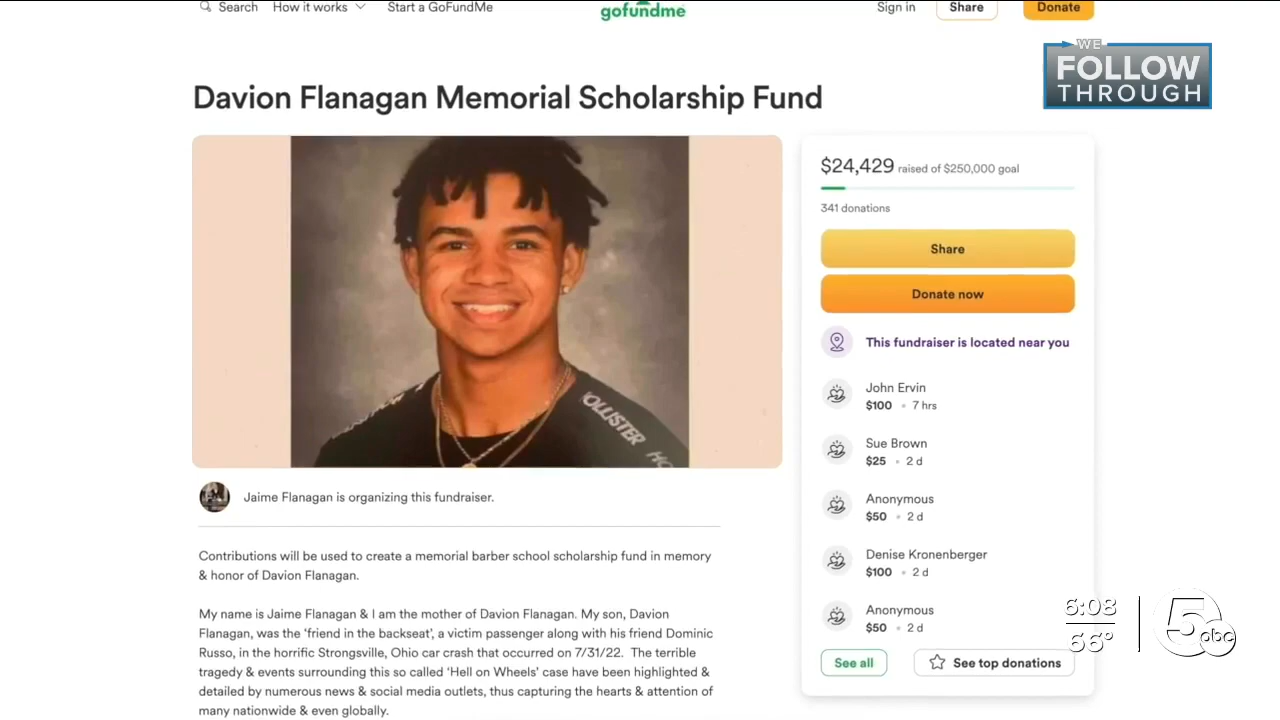 Search How it works Start a GoFundMe
gofundme
Sign in Share Donate
WE
FOLLOW
THROUGH
Davion Flanagan Memorial Scholarship Fund
HOLLISTER
HO
$24,429 raised of $250,000 goal
341 donations
Share
Donate now
This fundraiser is located near you
John Ervin
$100 • 7 hrs
Sue Brown
$25 • 2 d
Anonymous
$50 • 2 d
Denise Kronenberger
$100 • 2 d
Anonymous
$50 • 2 d
See all See top donations
Jaime Flanagan is organizing this fundraiser.
Contributions will be used to create a memorial barber school scholarship fund in memory
& honor of Davion Flanagan.
My name is Jaime Flanagan & I am the mother of Davion Flanagan. My son, Davion
Flanagan, was the 'friend in the backseat', a victim passenger along with his friend Dominic
Russo, in the horrific Strongsville, Ohio car crash that occurred on 7/31/22. The terrible
tragedy & events surrounding this so called 'Hell on Wheels' case have been highlighted &
detailed by numerous news & social media outlets, thus capturing the hearts & attention of
many nationwide & even globally.
6:08
66°
5
abc